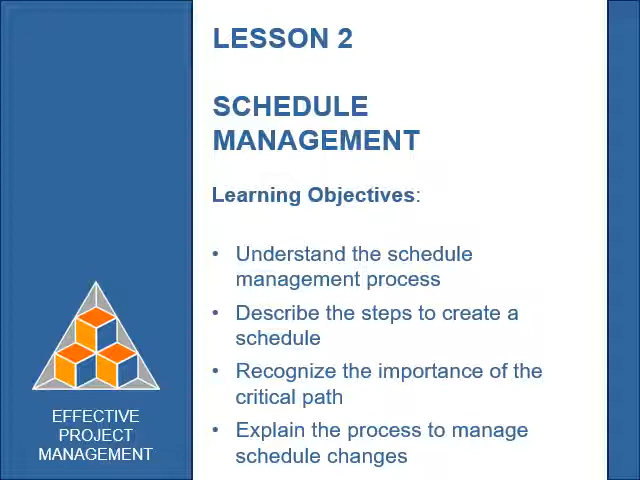 LESSON 2
SCHEDULE
MANAGEMENT
Learning Objectives:
• Understand the schedule
management process
• Describe the steps to create a
schedule
• Recognize the importance of the
critical path
• Explain the process to manage
schedule changes
EFFECTIVE
PROJECT
MANAGEMENT